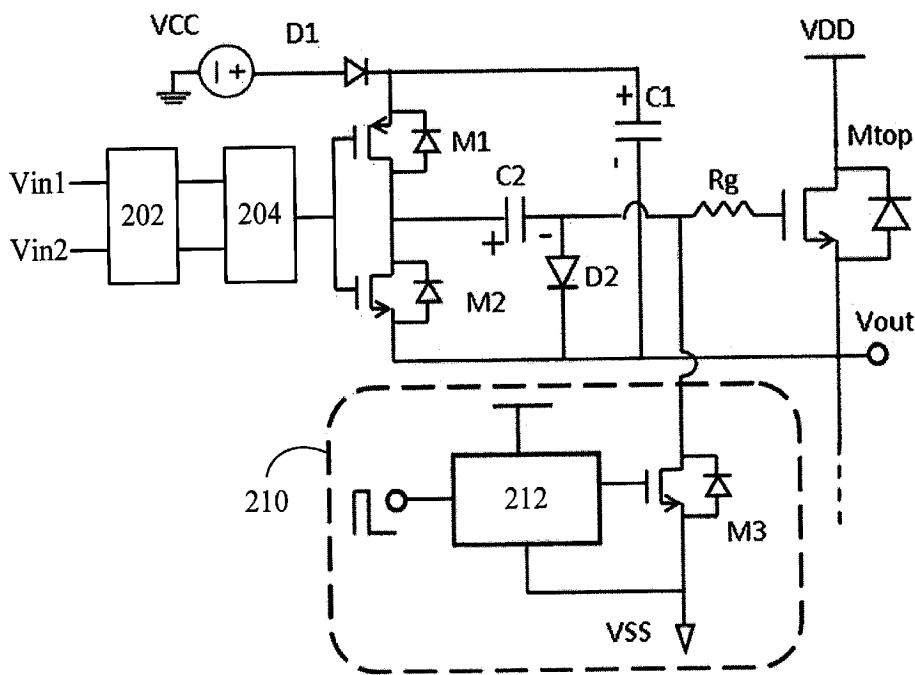 VCC
D1
VDD
+
C1
-
M1
Mtop
Vin1
202
204
C2
Rg
+
-
Vin2
D2
M2
Vout
210
212
M3
VSS